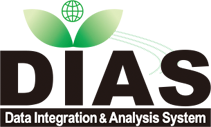 DIAS
Data Integration & Analysis System